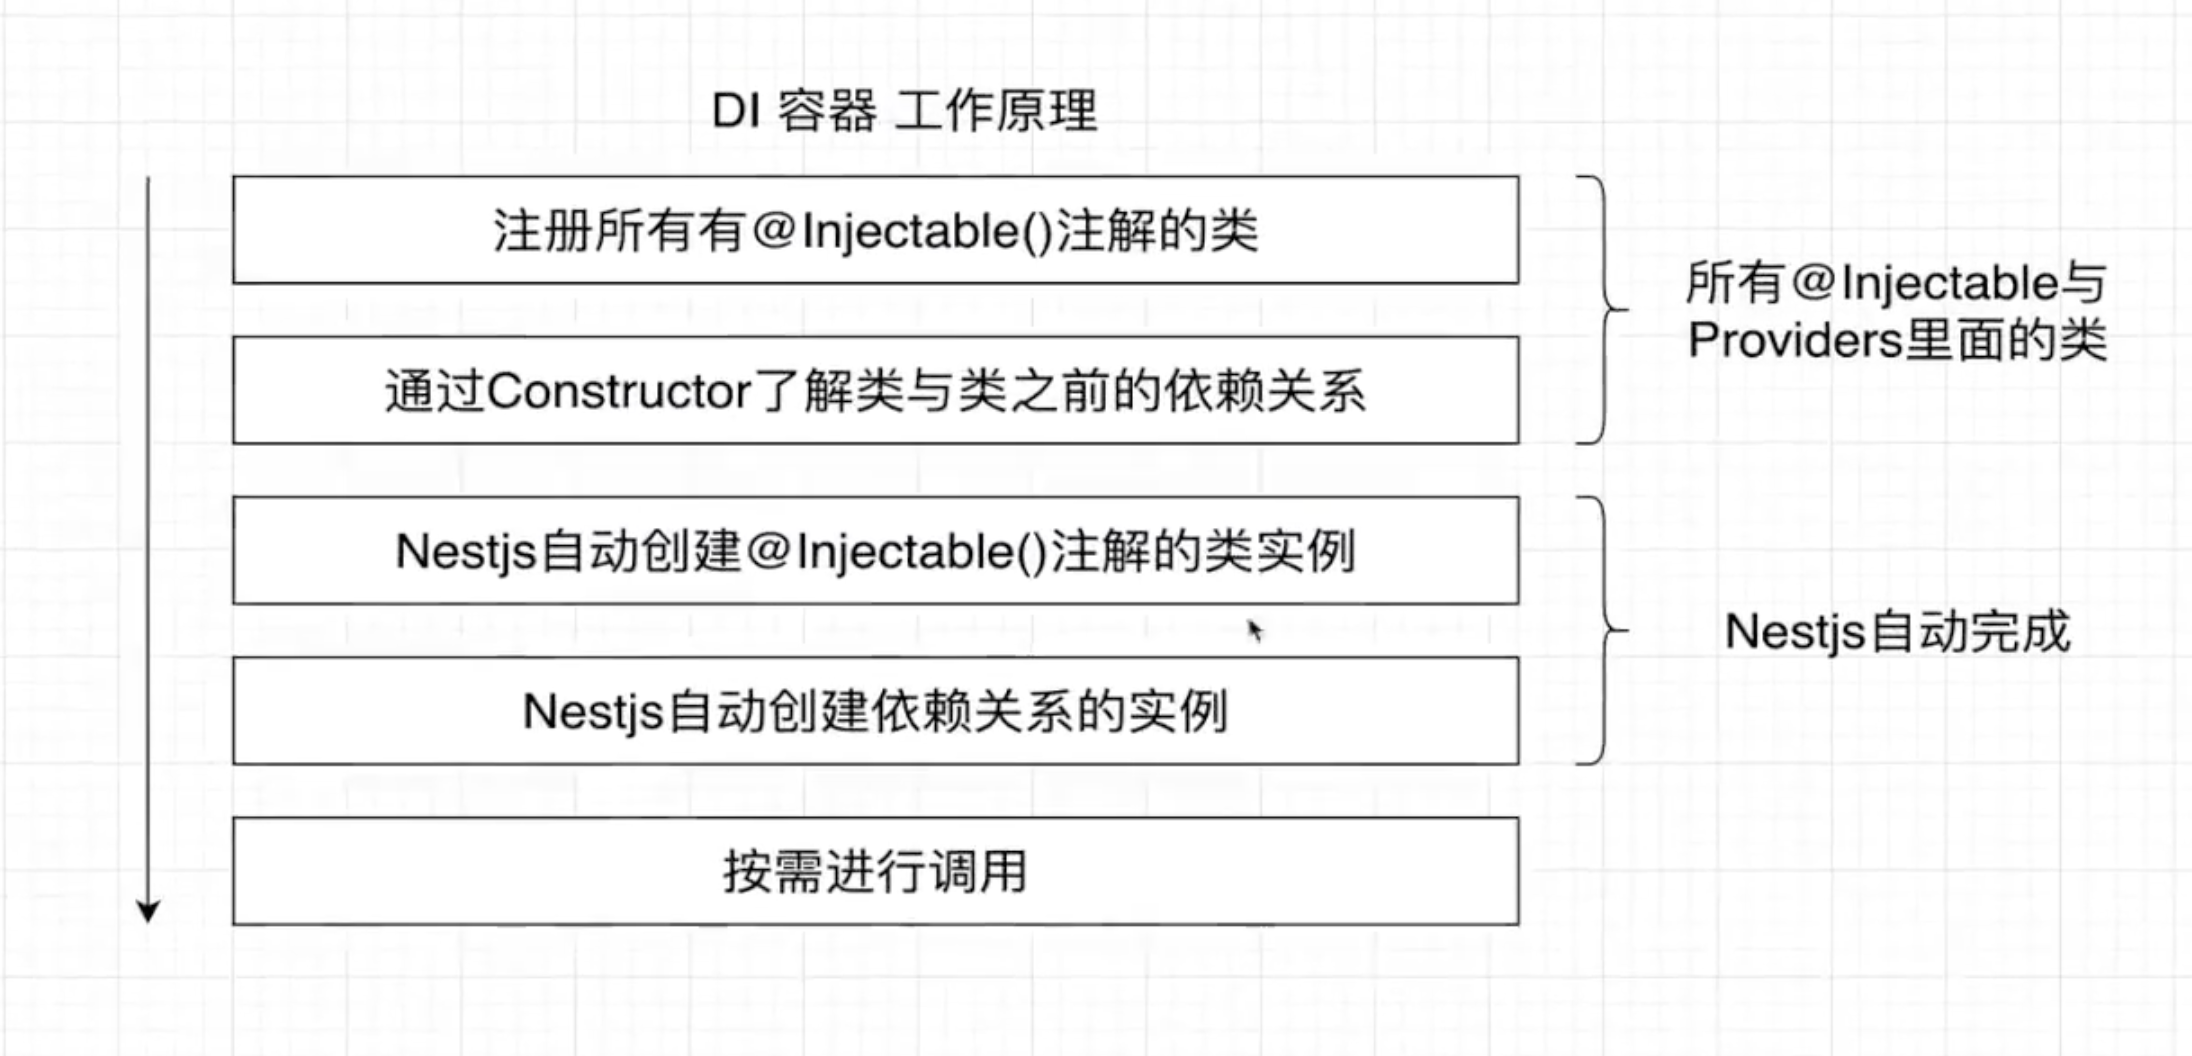 DI 容器 工作原理
注册所有有@Injectable()注解的类
通过Constructor了解类与类之前的依赖关系
所有@Injectable与
Providers里面的类
Nestjs自动创建@Injectable()注解的类实例
Nestjs自动创建依赖关系的实例
Nestjs自动完成
按需进行调用